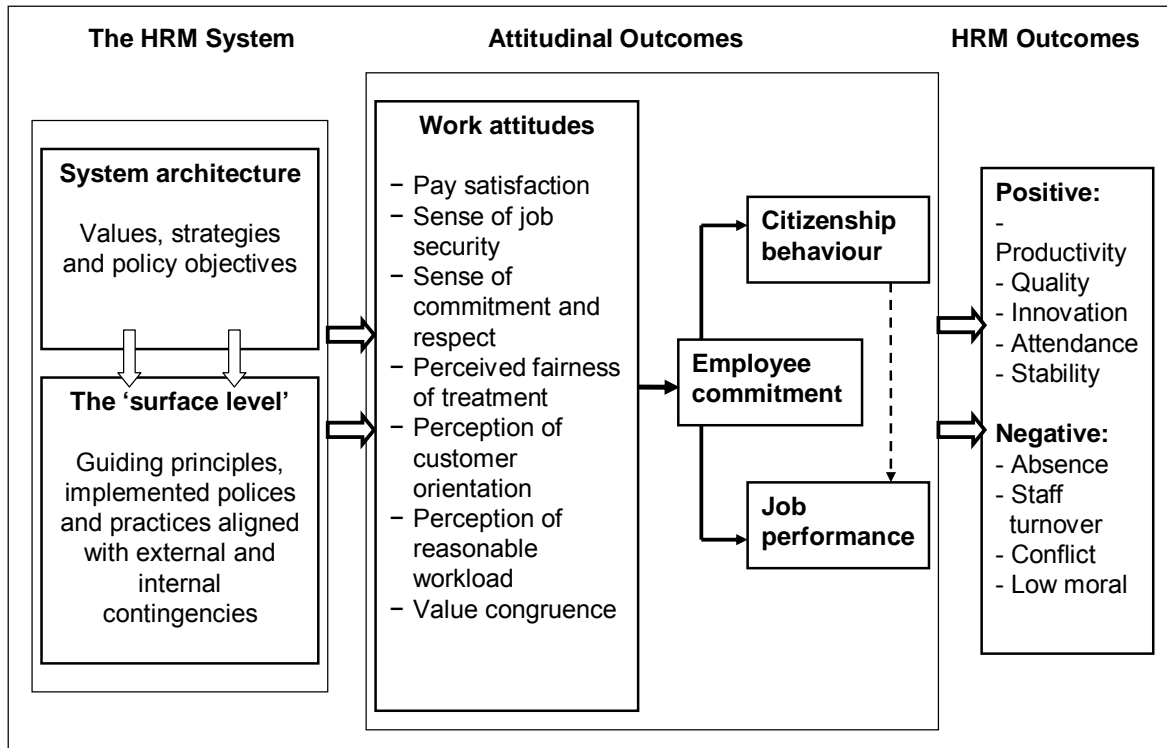 The HRM System
Attitudinal Outcomes
HRM Outcomes
System architecture
Values, strategies
and policy objectives
The ‘surface level’
Guiding principles,
implemented polices
and practices aligned
with external and
internal
contingencies
Work attitudes
− Pay satisfaction
− Sense of job
security
− Sense of
commitment and
respect
− Perceived fairness
of treatment
− Perception of
customer
orientation
− Perception of
reasonable
workload
− Value congruence
Citizenship
behaviour
Employee
commitment
Job
performance
Positive:
-
Productivity
- Quality
- Innovation
- Attendance
- Stability
Negative:
- Absence
- Staff
turnover
- Conflict
- Low moral